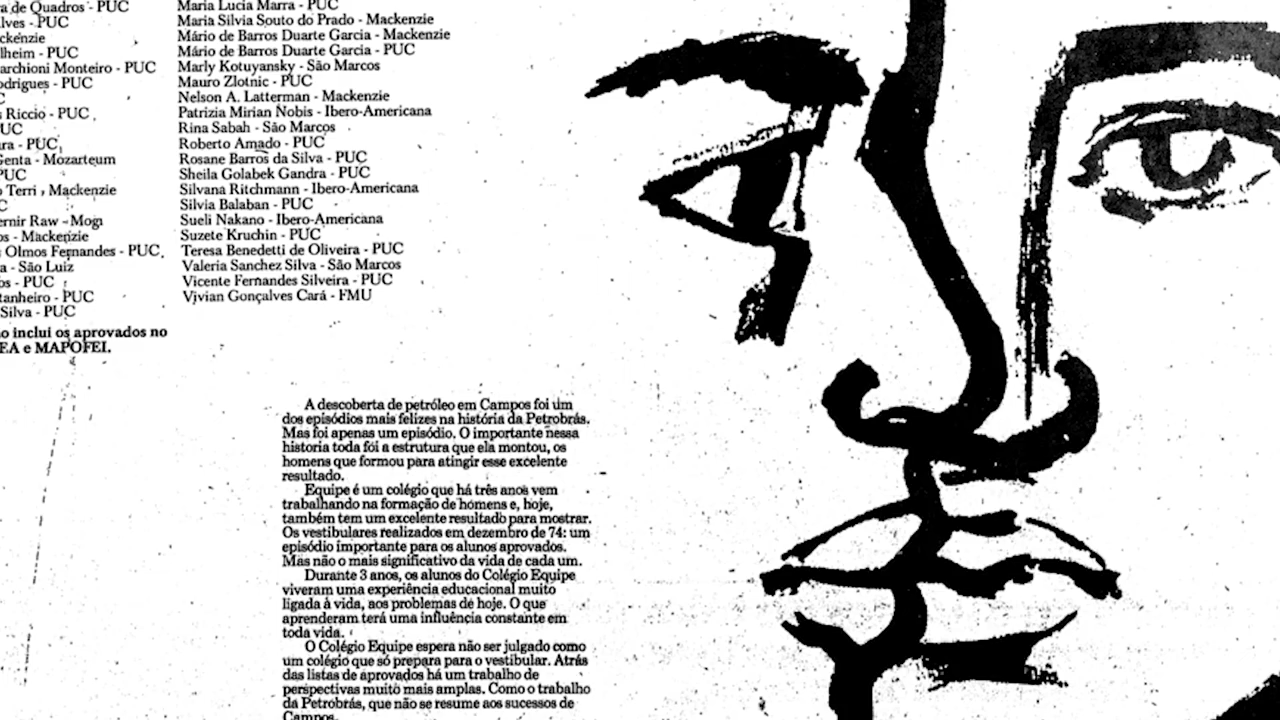 a de Quadros - PUC
lves - PUC
ckenzie
lheim - PUC
archioni Monteiro - PUC
odrigues - PUC
C
Riccio - PUC
UC
ra - PUC
Genta - Mozarteum
PUC
Terri, Mackenzie
C
ernir Raw - Mogi
os - Mackenzie
Olmos Fernandes - PUC
a - São Luiz
os - PUC
tanheiro - PUC
Silva - PUC
o inclui os aprovados no
EA e MAPOFEI.
Maria Lucia Marra - PUC
Maria Silvia Souto do Prado - Mackenzie
Mário de Barros Duarte Garcia - Mackenzie
Mário de Barros Duarte Garcia - PUC
Marly Kotuyansky - São Marcos
Mauro Zlotnic - PUC
Nelson A. Latterman - Mackenzie
Patrizia Mirian Nobis - Ibero-Americana
Rina Sabah - São Marcos
Roberto Amado - PUC
Rosane Barros da Silva - PUC
Sheila Golabek Gandra - PUC
Silvana Ritchmann - Ibero-Americana
Silvia Balaban - PUC
Sueli Nakano - Ibero-Americana
Suzete Kruchin - PUC
Teresa Benedetti de Oliveira - PUC
Valeria Sanchez Silva - São Marcos
Vicente Fernandes Silveira - PUC
Vivian Gonçalves Cará - FMU
A descoberta de petróleo em Campos foi um
dos episódios mais felizes na história da Petrobrás.
Mas foi apenas um episódio. O importante nessa
historia toda foi a estrutura que ela montou, os
homens que formou para atingir esse excelente
resultado.
Equipe é um colégio que há três anos vem
trabalhando na formação de homens e, hoje,
também tem um excelente resultado para mostrar.
Os vestibulares realizados em dezembro de 74: um
episódio importante para os alunos aprovados.
Mas não o mais significativo da vida de cada um.
Durante 3 anos, os alunos do Colégio Equipe
viveram uma experiência educacional muito
ligada à vida, aos problemas de hoje. O que
aprenderam terá uma influência constante em
toda vida.
O Colégio Equipe espera não ser julgado como
um colégio que só prepara para o vestibular. Atrás
das listas de aprovados há um trabalho de
perspectivas muito mais amplas. Como o trabalho
da Petrobrás, que não se resume aos sucessos de
Campos.